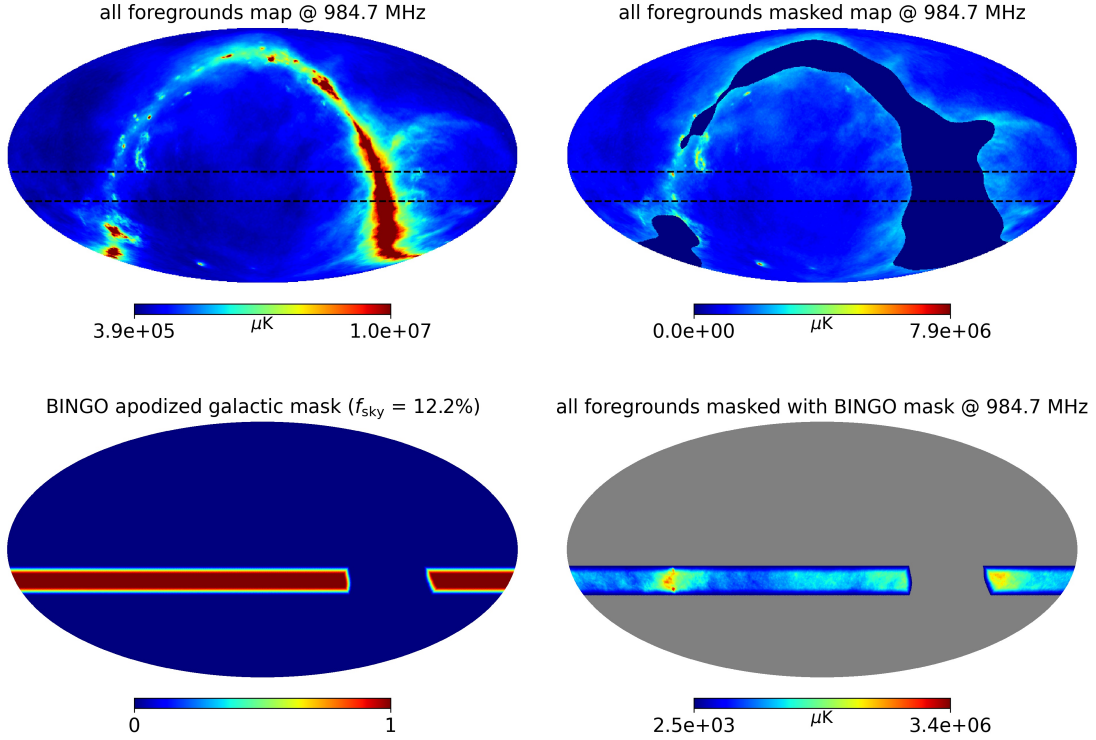 all foregrounds map @ 984.7 MHz
all foregrounds masked map @ 984.7 MHz
3.9e+05 μK 1.0e+07
0.0e+00 μK 7.9e+06
BINGO apodized galactic mask (f_sky = 12.2%)
all foregrounds masked with BINGO mask @ 984.7 MHz
0 1
2.5e+03 μK 3.4e+06